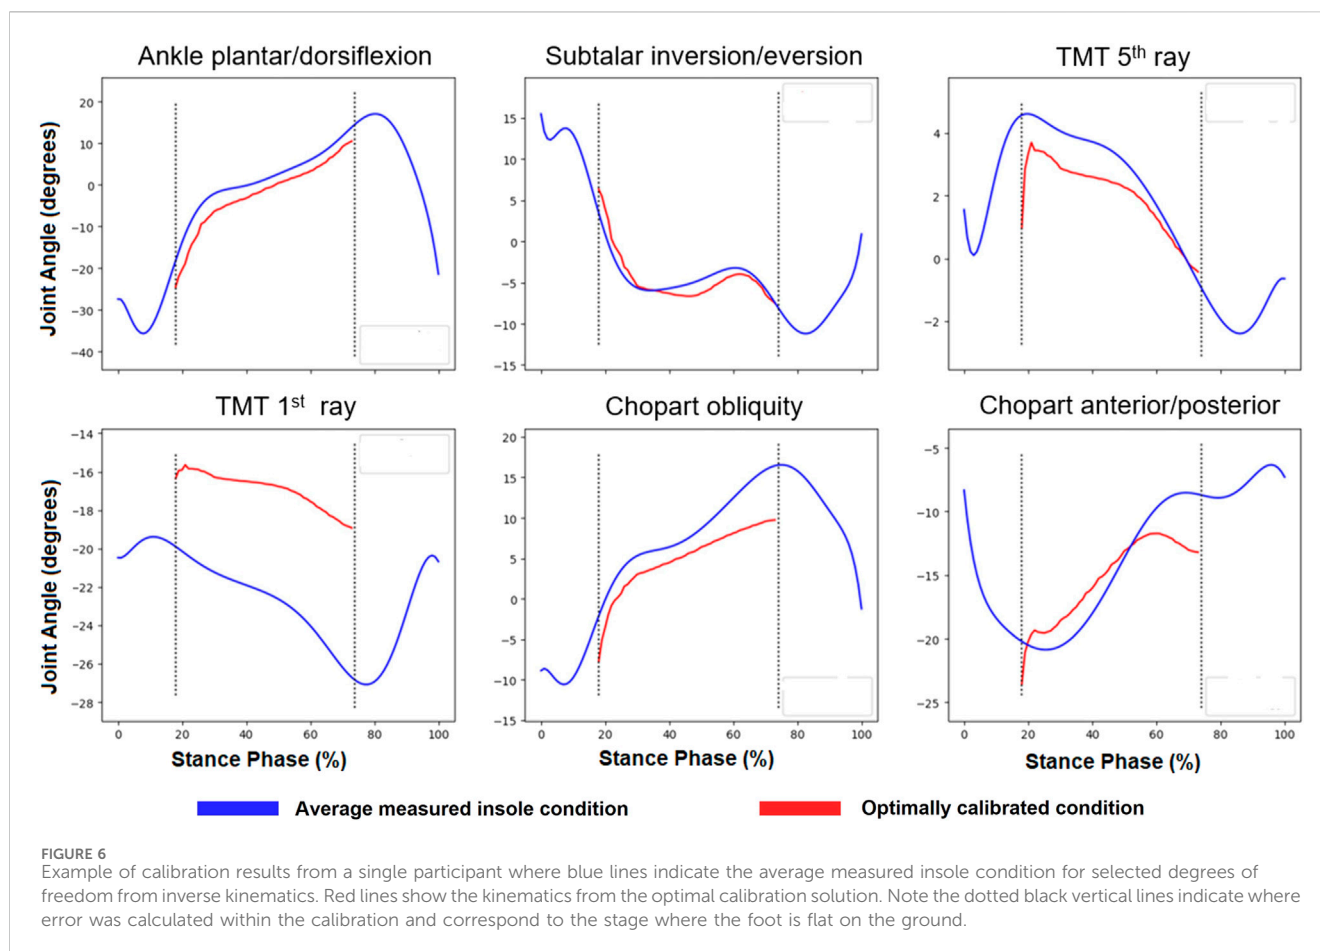 Ankle plantar/dorsiflexion
Subtalar inversion/eversion
TMT 5th ray
Joint Angle (degrees)
20
10
0
−10
−20
−30
−40
15
10
5
0
−5
−10
−15
4
2
0
−2
TMT 1st ray
Chopart obliquity
Chopart anterior/posterior
Joint Angle (degrees)
−14
−16
−18
−20
−22
−24
−26
−28
20
15
10
5
0
−5
−10
−15
−5
−10
−15
−20
−25
0 20 40 60 80 100
0 20 40 60 80 100
0 20 40 60 80 100
Stance Phase (%)
Stance Phase (%)
Stance Phase (%)
Average measured insole condition
Optimally calibrated condition
FIGURE 6
Example of calibration results from a single participant where blue lines indicate the average measured insole condition for selected degrees of
freedom from inverse kinematics. Red lines show the kinematics from the optimal calibration solution. Note the dotted black vertical lines indicate where
error was calculated within the calibration and correspond to the stage where the foot is flat on the ground.